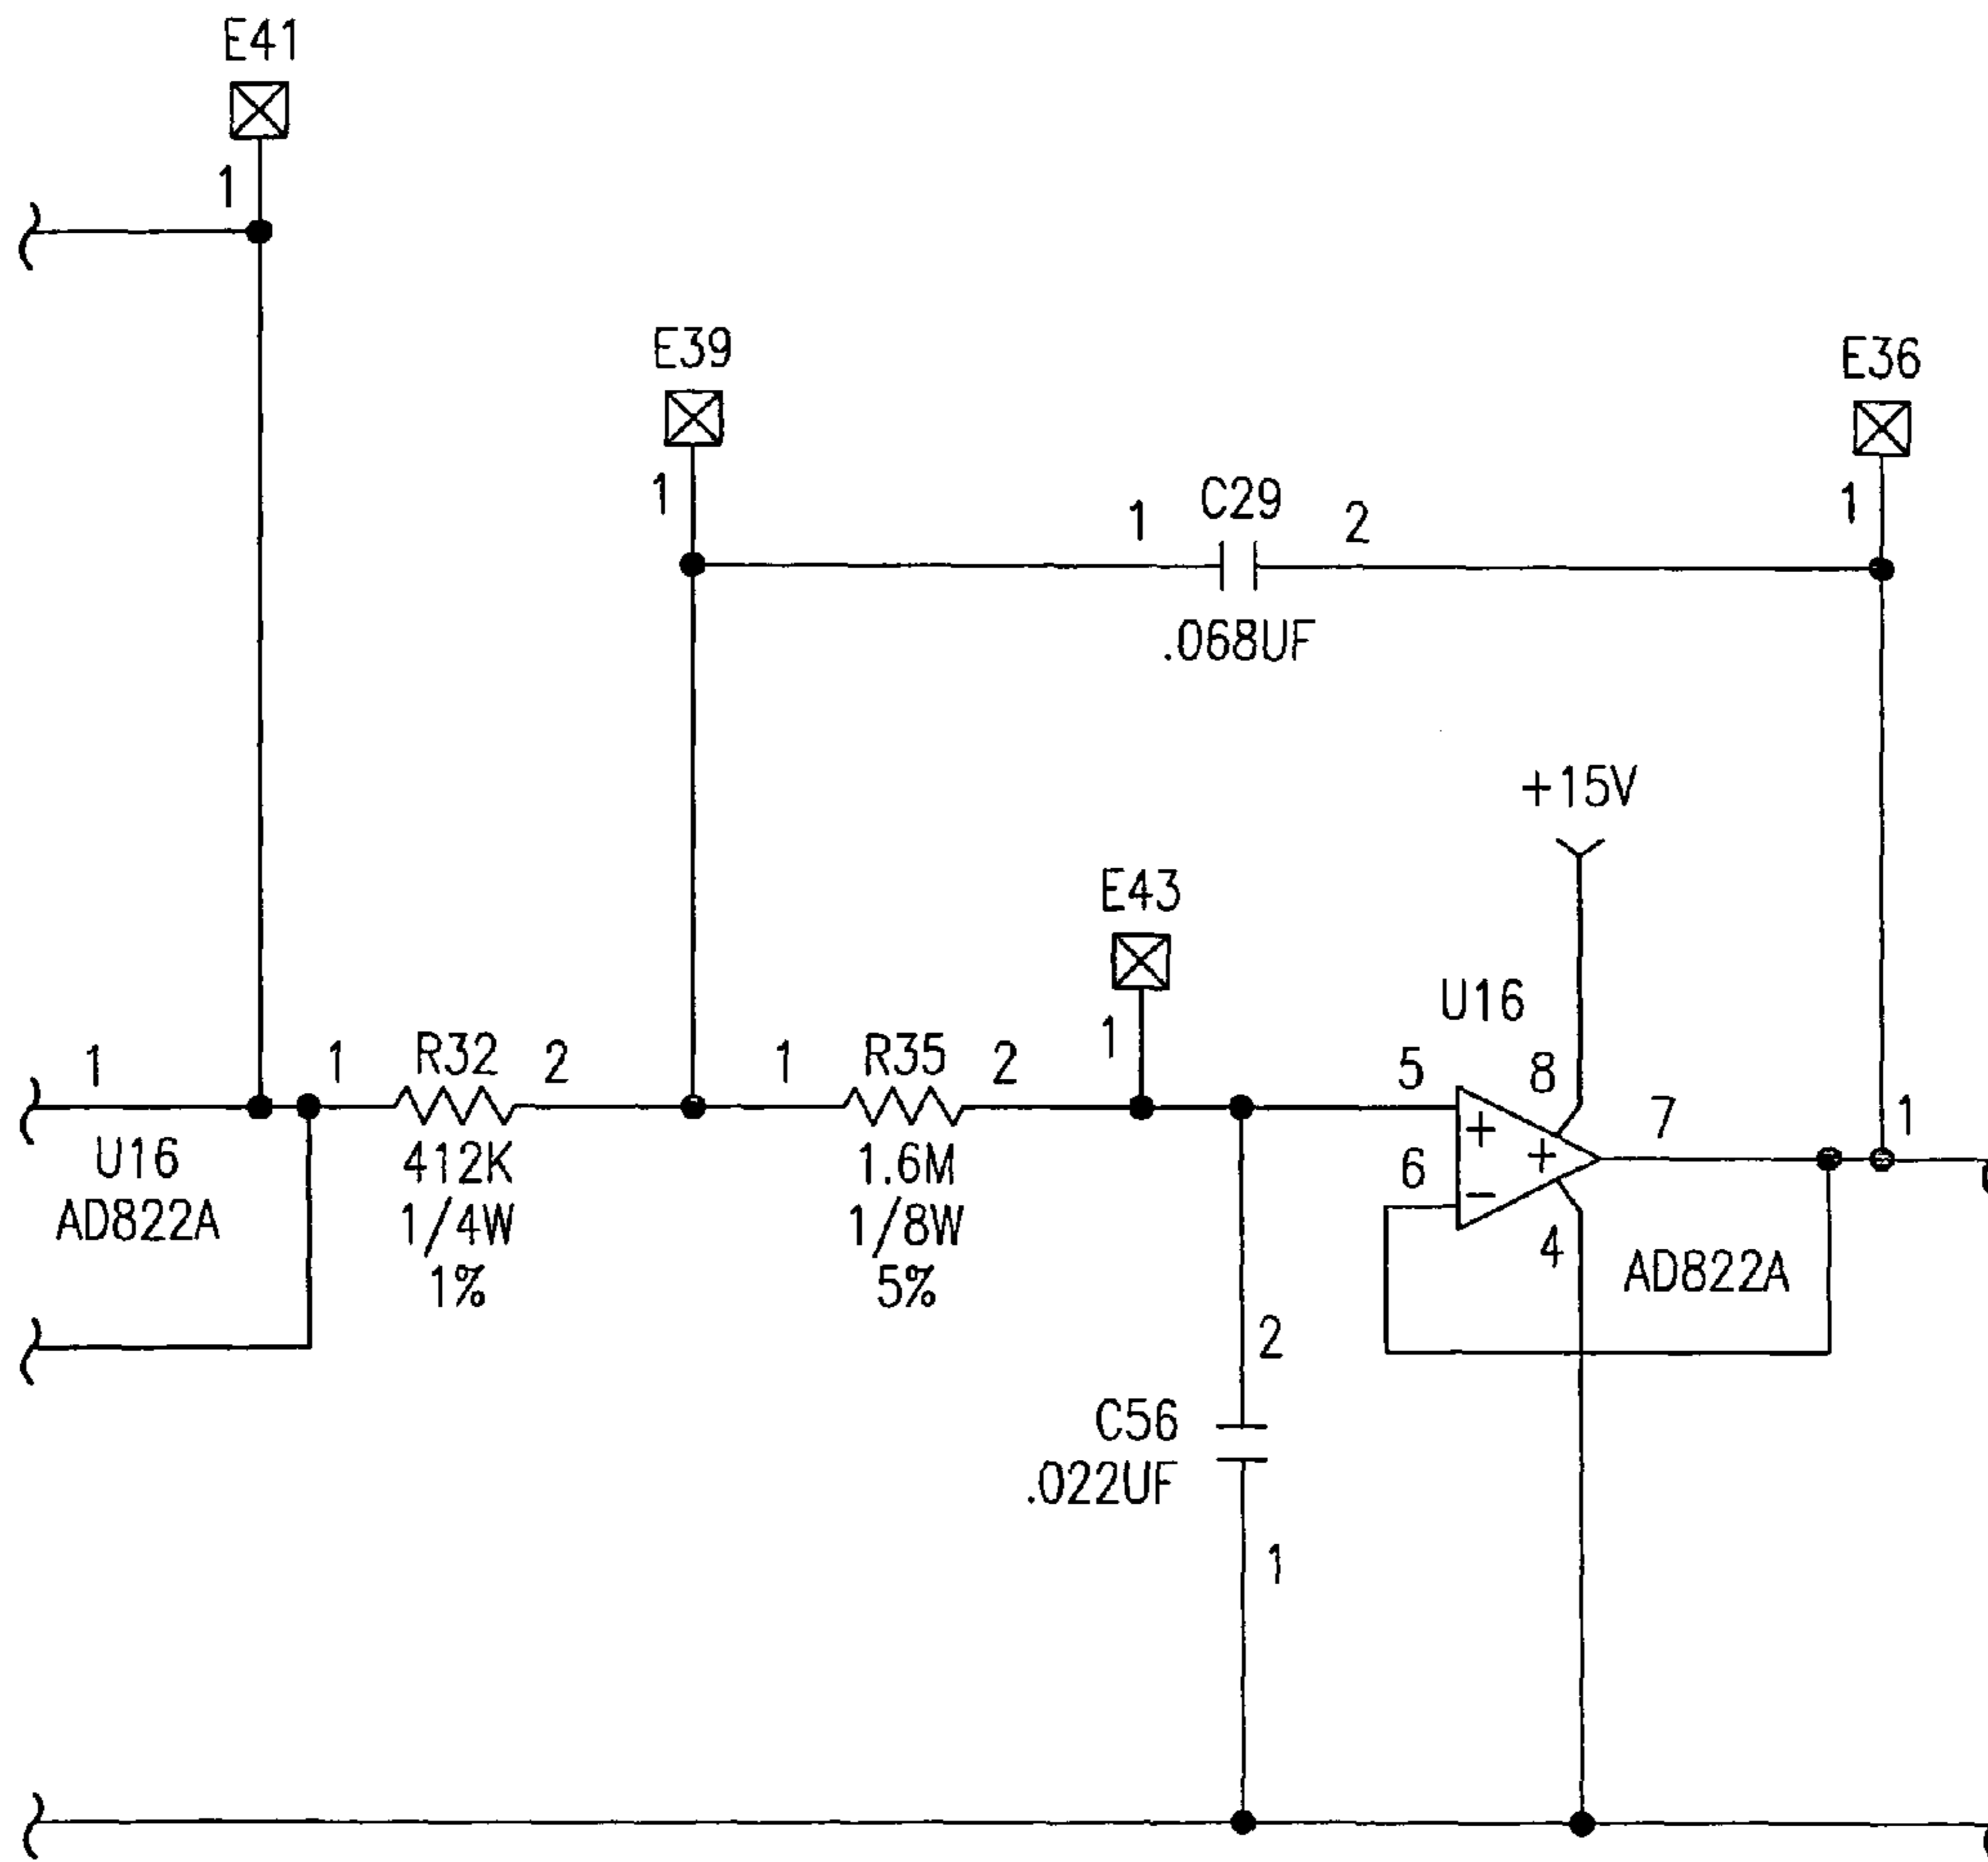 E41
1
E39
1
E36
1
C29
1
2
.068UF
+15V
E43
1
U16
1
U16
AD822A
1
R32
2
412K
1/4W
1%
1
R35
2
1.6M
1/8W
5%
5
6
8
7
4
+
-
+
1
AD822A
2
C56
.022UF
1